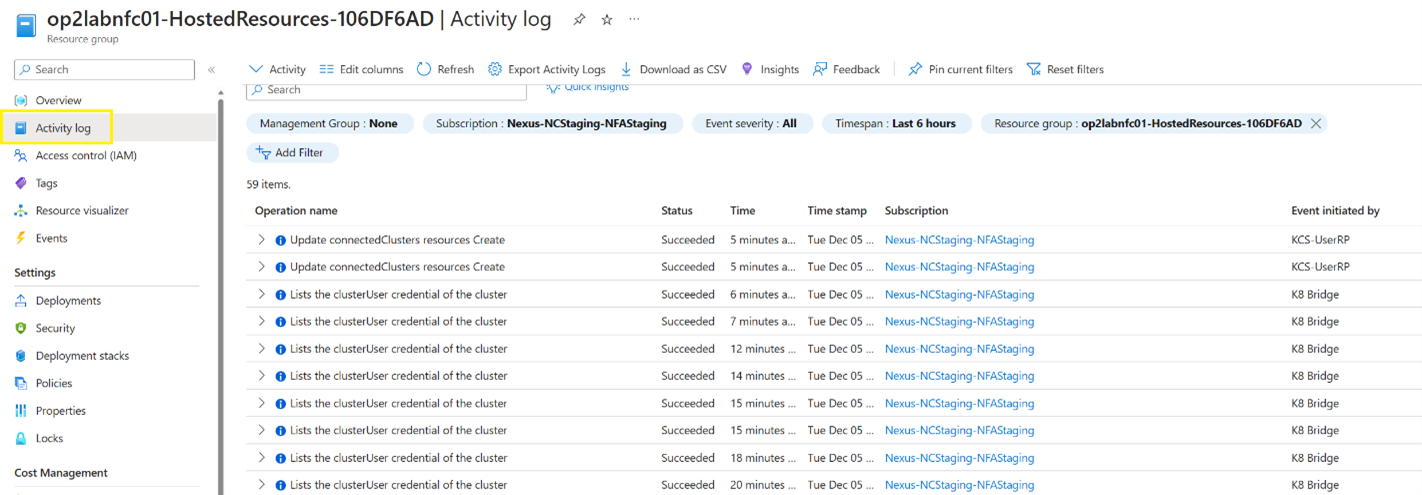 op2labnfc01-HostedResources-106DF6AD | Activity log
Resource group
Search
Overview
Activity log
Access control (IAM)
Tags
Resource visualizer
Events
Settings
Deployments
Security
Deployment stacks
Policies
Properties
Locks
Cost Management
Activity Edit columns Refresh Export Activity Logs Download as CSV Insights Feedback Pin current filters Reset filters
Search Quick Insights
Management Group : None Subscription : Nexus-NCStaging-NFAStaging Event severity : All Timespan : Last 6 hours Resource group : op2labnfc01-HostedResources-106DF6AD
Add Filter
59 items.
Operation name Status Time Time stamp Subscription Event initiated by
Update connectedClusters resources Create Succeeded 5 minutes a... Tue Dec 05 ... Nexus-NCStaging-NFAStaging KCS-UserRP
Update connectedClusters resources Create Succeeded 5 minutes a... Tue Dec 05 ... Nexus-NCStaging-NFAStaging KCS-UserRP
Lists the clusterUser credential of the cluster Succeeded 6 minutes a... Tue Dec 05 ... Nexus-NCStaging-NFAStaging K8 Bridge
Lists the clusterUser credential of the cluster Succeeded 7 minutes a... Tue Dec 05 ... Nexus-NCStaging-NFAStaging K8 Bridge
Lists the clusterUser credential of the cluster Succeeded 12 minutes ... Tue Dec 05 ... Nexus-NCStaging-NFAStaging K8 Bridge
Lists the clusterUser credential of the cluster Succeeded 14 minutes ... Tue Dec 05 ... Nexus-NCStaging-NFAStaging K8 Bridge
Lists the clusterUser credential of the cluster Succeeded 15 minutes ... Tue Dec 05 ... Nexus-NCStaging-NFAStaging K8 Bridge
Lists the clusterUser credential of the cluster Succeeded 15 minutes ... Tue Dec 05 ... Nexus-NCStaging-NFAStaging K8 Bridge
Lists the clusterUser credential of the cluster Succeeded 18 minutes ... Tue Dec 05 ... Nexus-NCStaging-NFAStaging K8 Bridge
Lists the clusterUser credential of the cluster Succeeded 20 minutes ... Tue Dec 05 ... Nexus-NCStaging-NFAStaging K8 Bridge